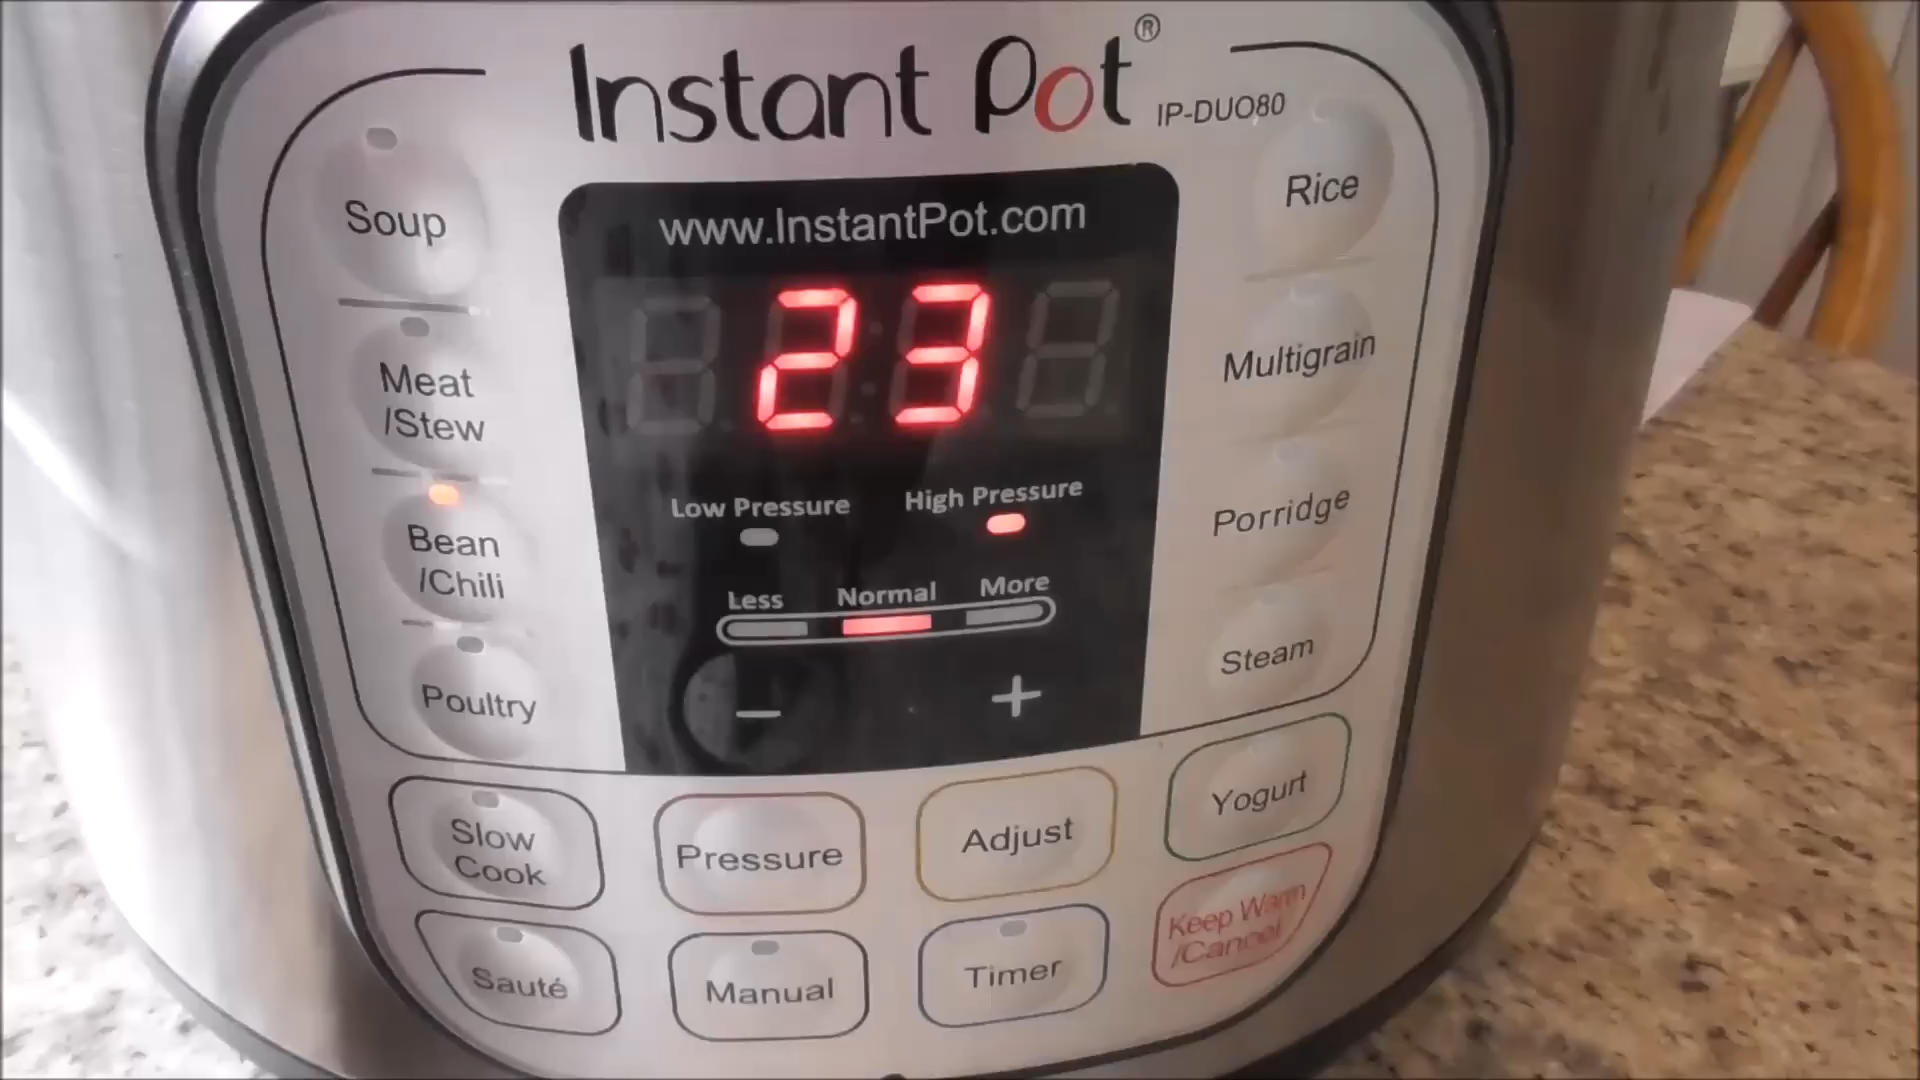 Instant Pot®
IP-DUO80
www.InstantPot.com
23
Low Pressure
High Pressure
Less
Normal
More
−
+
Soup
Meat
/Stew
Bean
/Chili
Poultry
Rice
Multigrain
Porridge
Steam
Slow
Cook
Pressure
Adjust
Yogurt
Sauté
Manual
Timer
Keep Warm
/Cancel